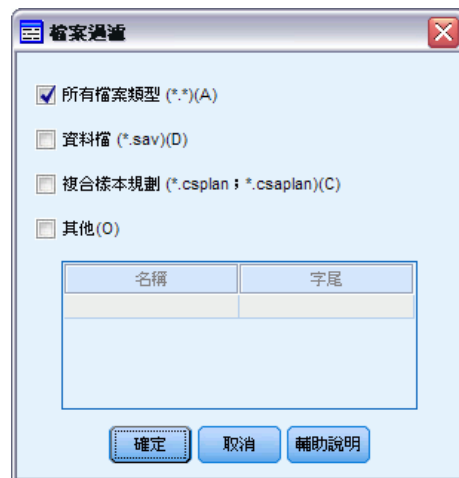 檔案過濾
所有檔案類型 (*.*)(A)
資料檔 (*.sav)(D)
複合樣本規劃 (*.csplan；*.csaplan)(C)
其他(O)
名稱 字尾
確定 取消 輔助說明